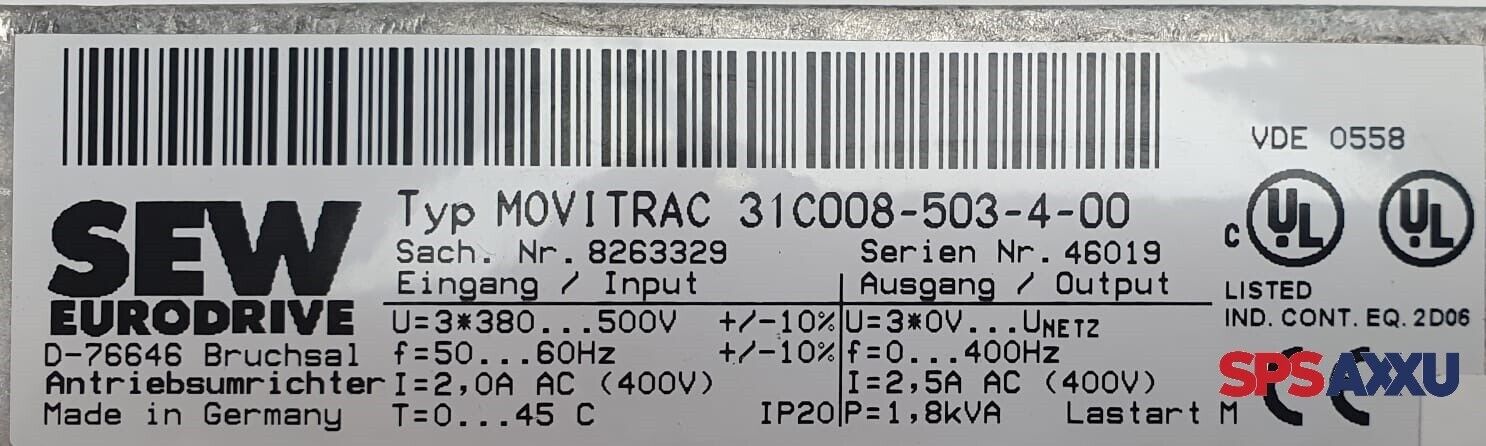 VDE 0558
SEW
EURODRIVE
D-76646 Bruchsal
Antriebsumrichter
Made in Germany
Typ MOVITRAC 31C008-503-4-00
Sach. Nr. 8263329 Serien Nr. 46019
Eingang / Input Ausgang / Output
U=3*380...500V +/-10% U=3*0V...UNETZ
f=50...60Hz +/-10% f=0...400Hz
I=2,0A AC (400V) I=2,5A AC (400V)
T=0...45 C IP20 P=1,8kVA Lastart M
C UL UL
LISTED
IND. CONT. EQ. 2D06
SPSAXXU
CE